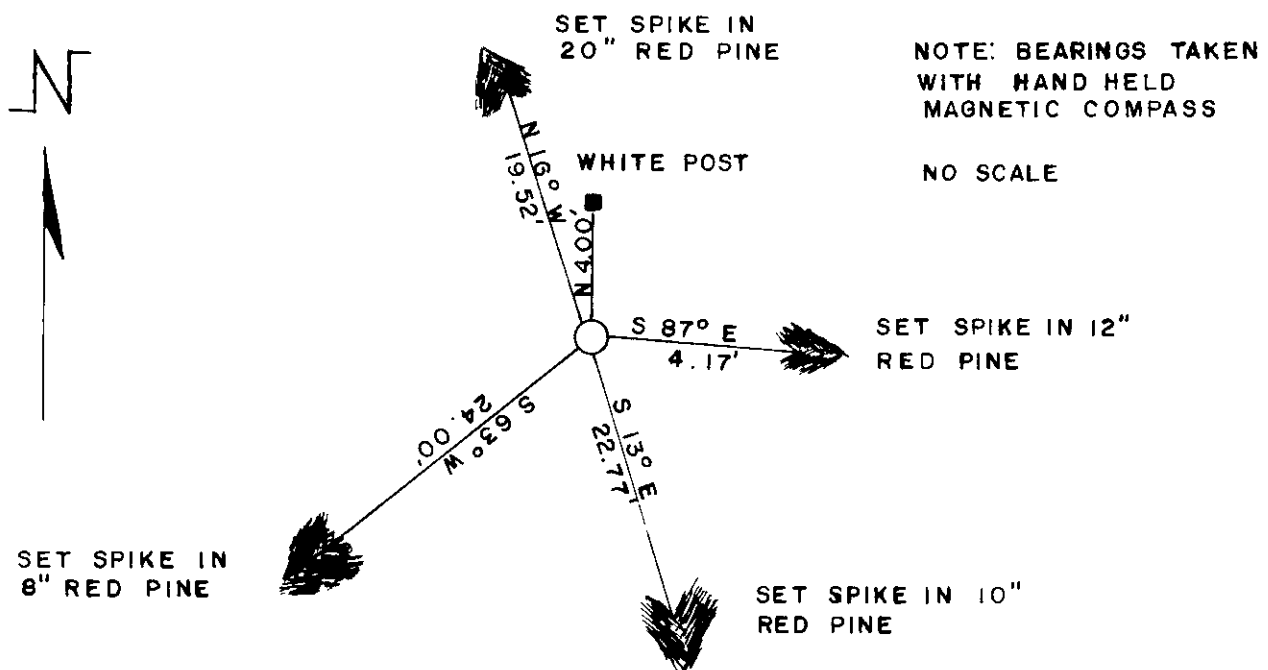 SET SPIKE IN
20" RED PINE
NOTE: BEARINGS TAKEN
WITH HAND HELD
MAGNETIC COMPASS
NO SCALE
N
WHITE POST
N 16° W
19.52'
N 4.00'
S 87° E
4.17'
SET SPIKE IN 12"
RED PINE
S 63° W
24.00'
S 13° E
22.77'
SET SPIKE IN
8" RED PINE
SET SPIKE IN 10"
RED PINE